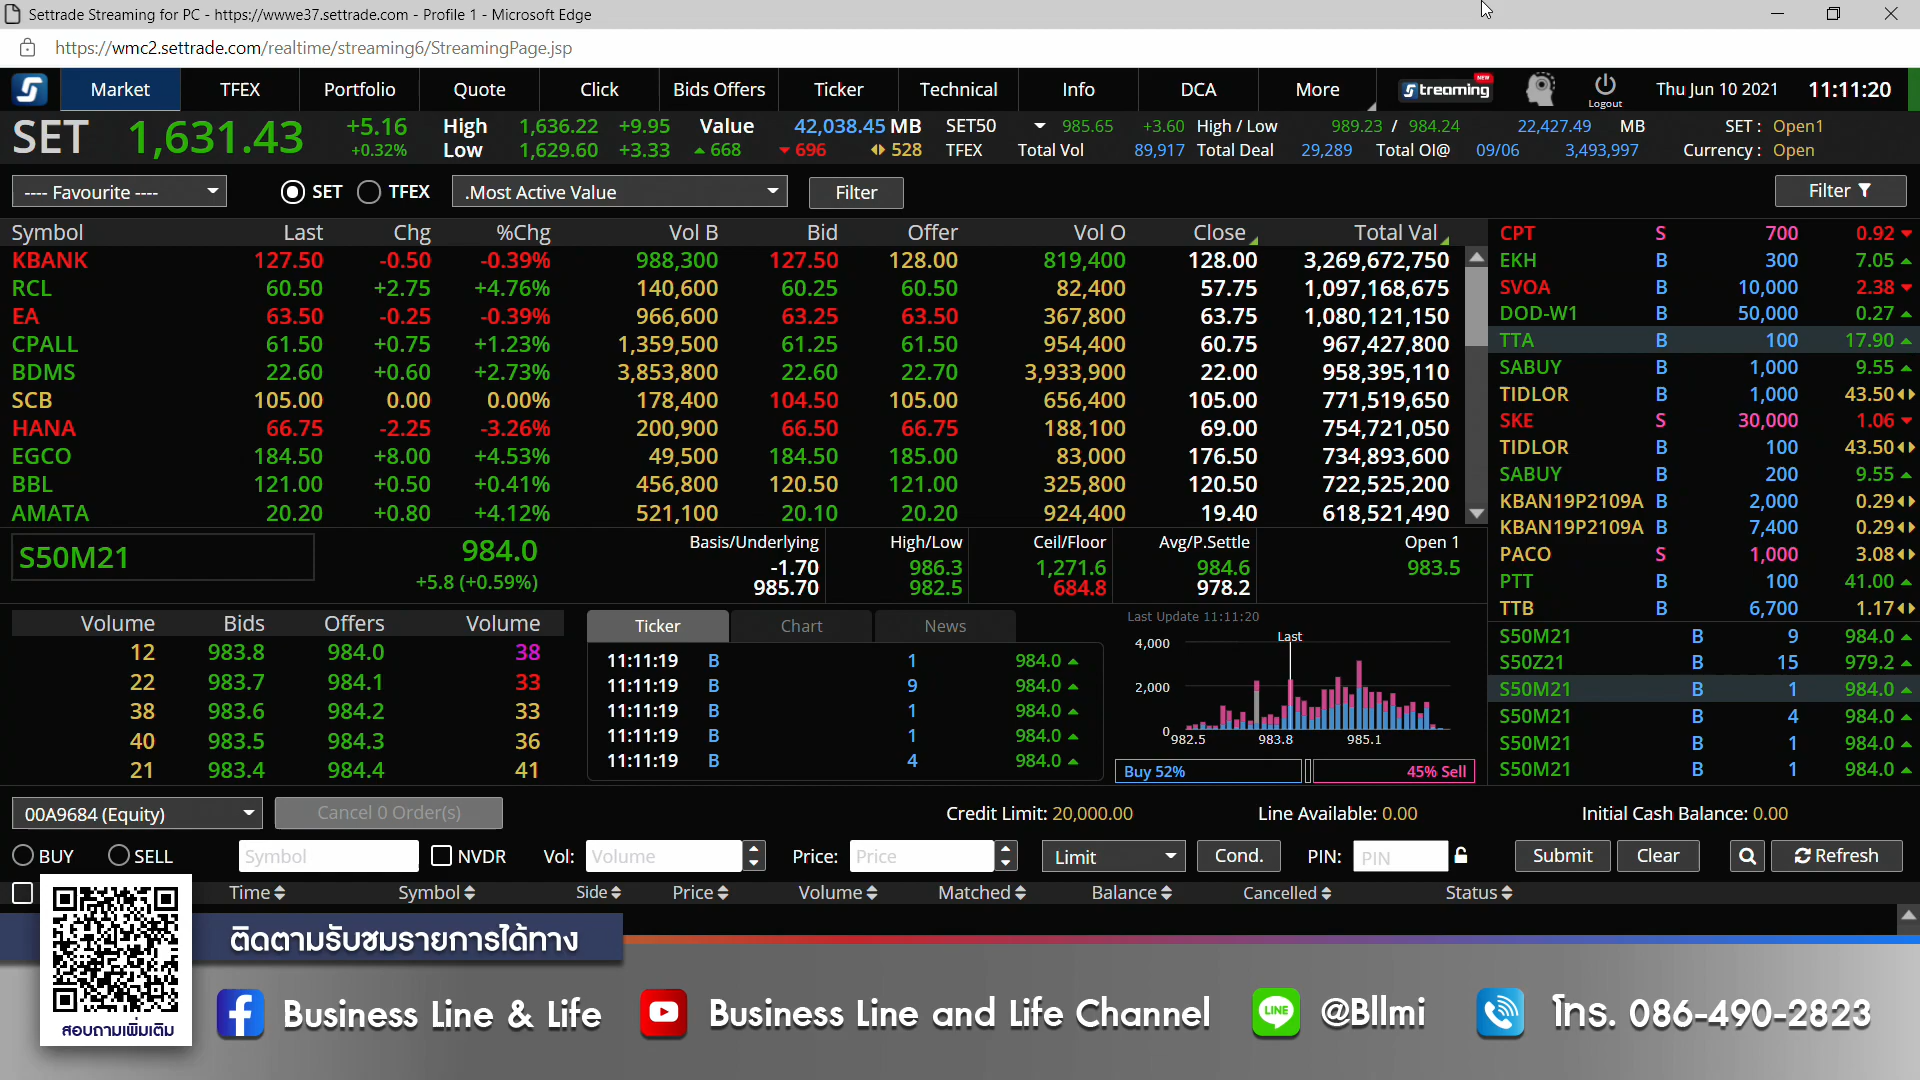 Settrade Streaming for PC - https://wwwe37.settrade.com - Profile 1 - Microsoft Edge
https://wmc2.settrade.com/realtime/streaming6/StreamingPage.jsp
Market TFEX Portfolio Quote Click Bids Offers Ticker Technical Info DCA More Streaming NEW Logout Thu Jun 10 2021 11:11:20
SET 1,631.43 +5.16 High 1,636.22 +9.95 Value 42,038.45 MB SET50 985.65 +3.60 High / Low 989.23 / 984.24 22,427.49 MB SET : Open1
+0.32% Low 1,629.60 +3.33 668 696 528 TFEX Total Vol 89,917 Total Deal 29,289 Total OI@ 09/06 3,493,997 Currency : Open
---- Favourite ---- SET TFEX .Most Active Value Filter Filter
Symbol Last Chg %Chg Vol B Bid Offer Vol O Close Total Val
KBANK 127.50 -0.50 -0.39% 988,300 127.50 128.00 819,400 128.00 3,269,672,750
RCL 60.50 +2.75 +4.76% 140,600 60.25 60.50 82,400 57.75 1,097,168,675
EA 63.50 -0.25 -0.39% 966,600 63.25 63.50 367,800 63.75 1,080,121,150
CPALL 61.50 +0.75 +1.23% 1,359,500 61.25 61.50 954,400 60.75 967,427,800
BDMS 22.60 +0.60 +2.73% 3,853,800 22.60 22.70 3,933,900 22.00 958,395,110
SCB 105.00 0.00 0.00% 178,400 104.50 105.00 656,400 105.00 771,519,650
HANA 66.75 -2.25 -3.26% 200,900 66.50 66.75 188,100 69.00 754,721,050
EGCO 184.50 +8.00 +4.53% 49,500 184.50 185.00 83,000 176.50 734,893,600
BBL 121.00 +0.50 +0.41% 456,800 120.50 121.00 325,800 120.50 722,525,200
AMATA 20.20 +0.80 +4.12% 521,100 20.10 20.20 924,400 19.40 618,521,490
CPT S 700 0.92
EKH B 300 7.05
SVOA B 10,000 2.38
DOD-W1 B 50,000 0.27
TTA B 100 17.90
SABUY B 1,000 9.55
TIDLOR B 1,000 43.50
SKE S 30,000 1.06
TIDLOR B 100 43.50
SABUY B 200 9.55
KBAN19P2109A B 2,000 0.29
KBAN19P2109A B 7,400 0.29
PACO S 1,000 3.08
PTT B 100 41.00
TTB B 6,700 1.17
S50M21 B 9 984.0
S50Z21 B 15 979.2
S50M21 B 1 984.0
S50M21 B 4 984.0
S50M21 B 1 984.0
S50M21 B 1 984.0
S50M21 984.0 Basis/Underlying High/Low Ceil/Floor Avg/P.Settle Open 1
+5.8 (+0.59%) -1.70 986.3 1,271.6 984.6 983.5
985.70 982.5 684.8 978.2
Volume Bids Offers Volume
12 983.8 984.0 38
22 983.7 984.1 33
38 983.6 984.2 33
40 983.5 984.3 36
21 983.4 984.4 41
Ticker Chart News
11:11:19 B 1 984.0
11:11:19 B 9 984.0
11:11:19 B 1 984.0
11:11:19 B 1 984.0
11:11:19 B 4 984.0
Last Update 11:11:20
Last
4,000
2,000
0
982.5 983.8 985.1
Buy 52% 45% Sell
00A9684 (Equity) Cancel 0 Order(s) Credit Limit: 20,000.00 Line Available: 0.00 Initial Cash Balance: 0.00
BUY SELL Symbol NVDR Vol: Volume Price: Price Limit Cond. PIN: PIN Submit Clear Refresh
Time Symbol Side Price Volume Matched Balance Cancelled Status
ติดตามรับชมรายการได้ทาง
สอบถามเพิ่มเติม
Business Line & Life Business Line and Life Channel LINE @Bllmi โทร. 086-490-2823